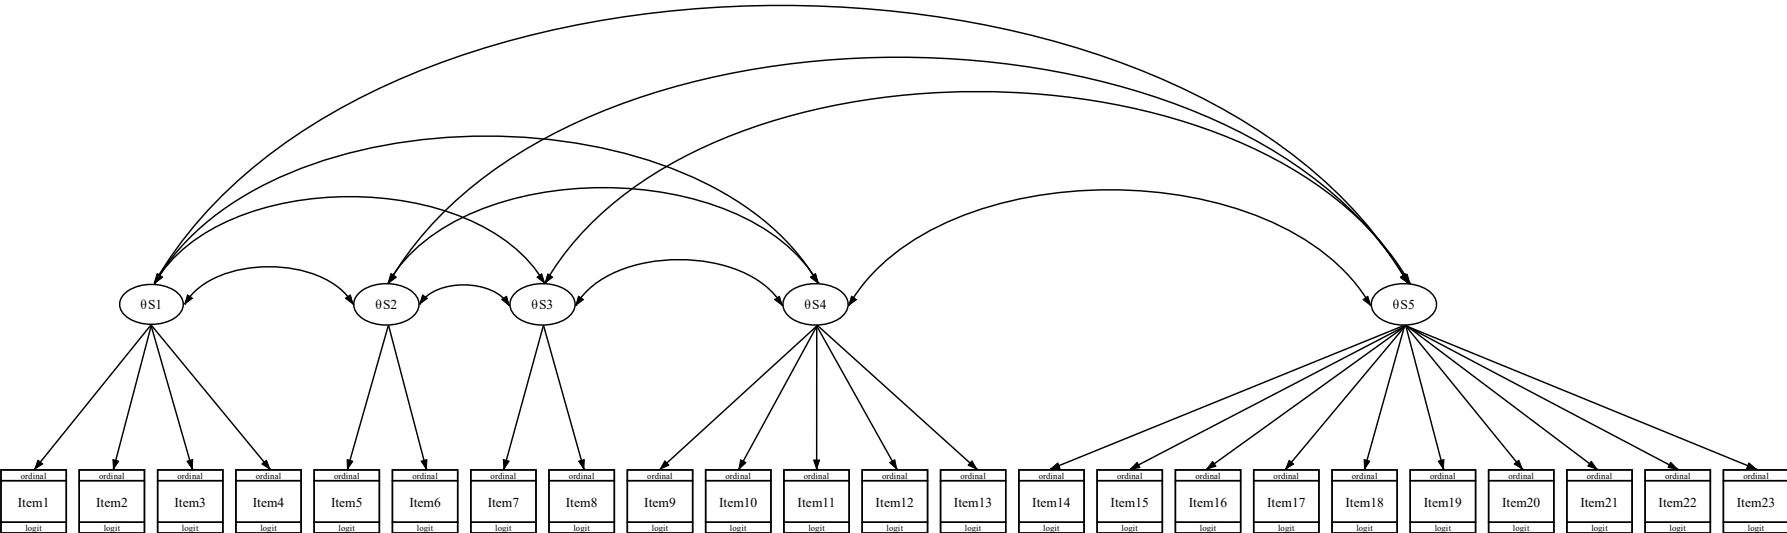 θS1 θS2 θS3 θS4 θS5
ordinal ordinal ordinal ordinal ordinal ordinal ordinal ordinal ordinal ordinal ordinal ordinal ordinal ordinal ordinal ordinal ordinal ordinal ordinal ordinal ordinal ordinal ordinal
Item1 Item2 Item3 Item4 Item5 Item6 Item7 Item8 Item9 Item10 Item11 Item12 Item13 Item14 Item15 Item16 Item17 Item18 Item19 Item20 Item21 Item22 Item23
logit logit logit logit logit logit logit logit logit logit logit logit logit logit logit logit logit logit logit logit logit logit logit